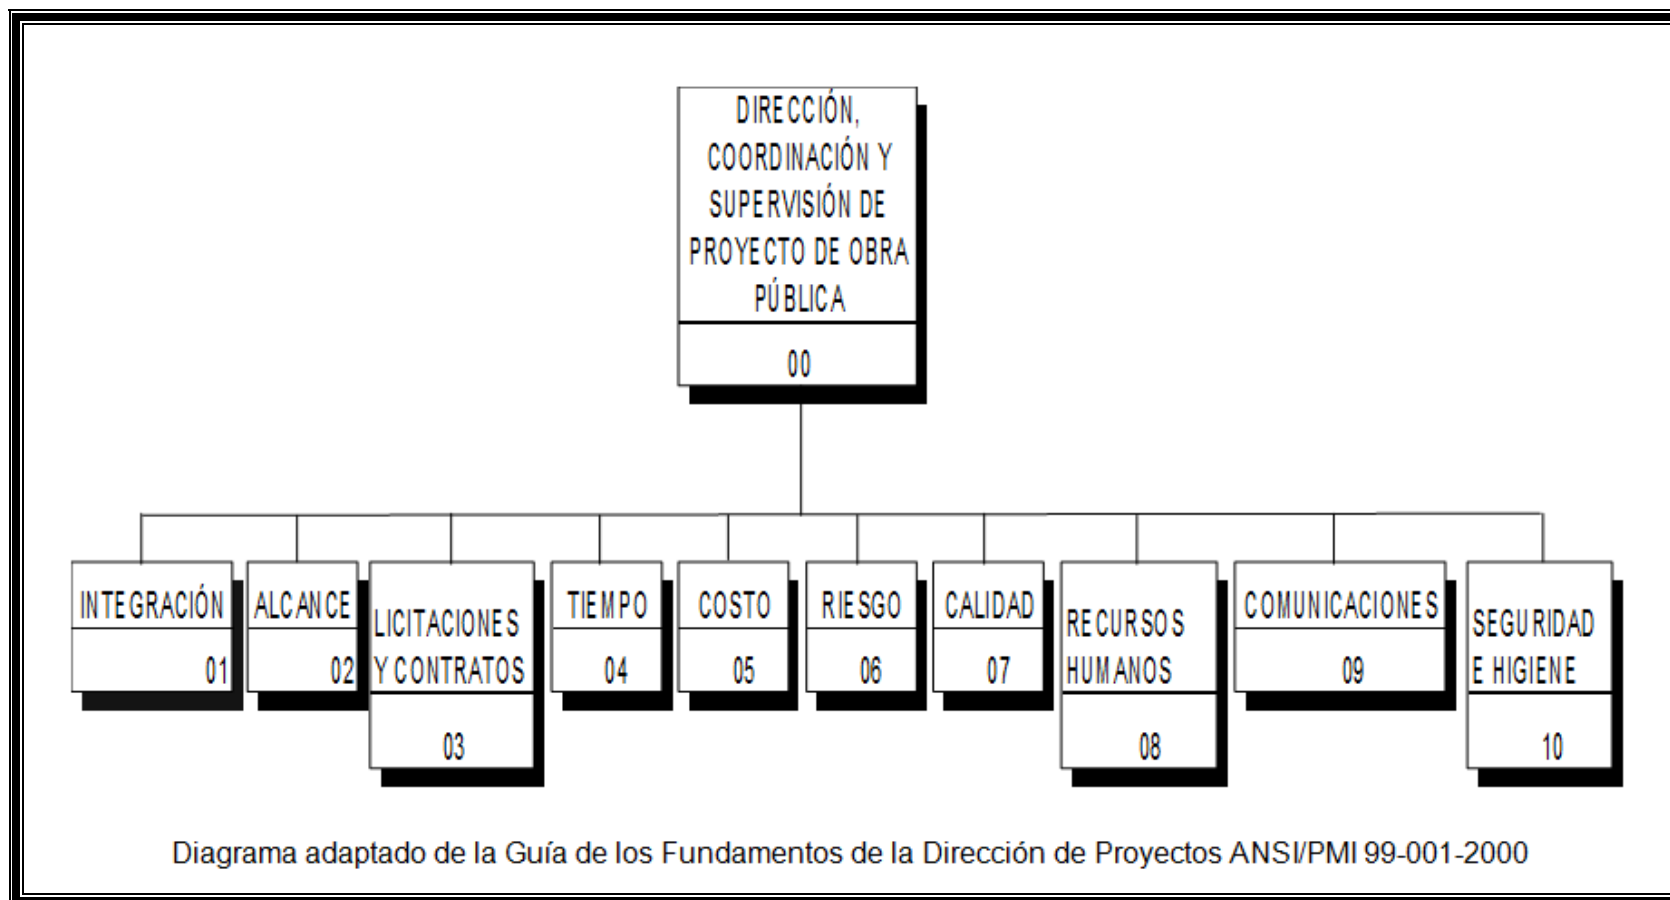 DIRECCIÓN,
COORDINACIÓN Y
SUPERVISIÓN DE
PROYECTO DE OBRA
PÚBLICA
00
INTEGRACIÓN
01
ALCANCE
02
LICITACIONES
Y CONTRATOS
03
TIEMPO
04
COSTO
05
RIESGO
06
CALIDAD
07
RECURSOS
HUMANOS
08
COMUNICACIONES
09
SEGURIDAD
E HIGIENE
10
Diagrama adaptado de la Guía de los Fundamentos de la Dirección de Proyectos ANSI/PMI 99-001-2000